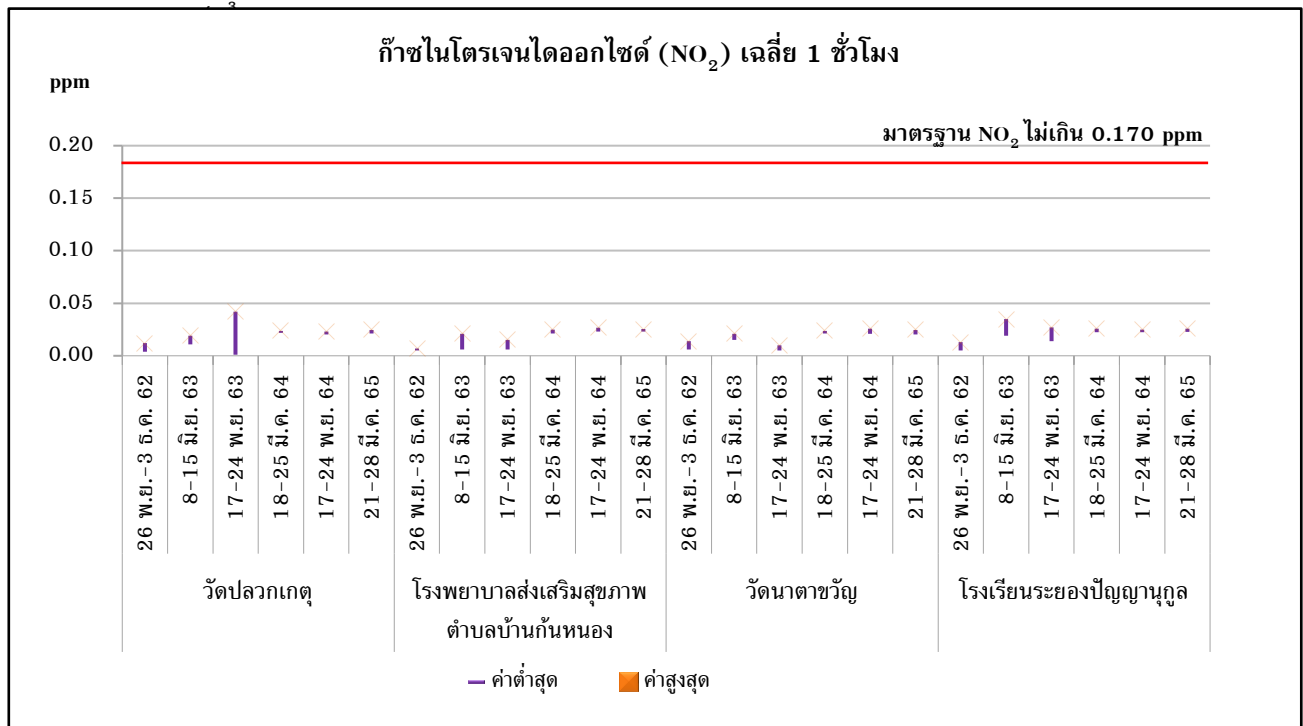 ก๊าซไนโตรเจนไดออกไซด์ (NO2) เฉลี่ย 1 ชั่วโมง
ppm
มาตรฐาน NO2 ไม่เกิน 0.170 ppm
0.20
0.15
0.10
0.05
0.00
26 พ.ย.-3 ธ.ค. 62
8-15 มิ.ย. 63
17-24 พ.ย. 63
18-25 มี.ค. 64
17-24 พ.ย. 64
21-28 มี.ค. 65
26 พ.ย.-3 ธ.ค. 62
8-15 มิ.ย. 63
17-24 พ.ย. 63
18-25 มี.ค. 64
17-24 พ.ย. 64
21-28 มี.ค. 65
26 พ.ย.-3 ธ.ค. 62
8-15 มิ.ย. 63
17-24 พ.ย. 63
18-25 มี.ค. 64
17-24 พ.ย. 64
21-28 มี.ค. 65
26 พ.ย.-3 ธ.ค. 62
8-15 มิ.ย. 63
17-24 พ.ย. 63
18-25 มี.ค. 64
17-24 พ.ย. 64
21-28 มี.ค. 65
วัดปลวกเกตุ
โรงพยาบาลส่งเสริมสุขภาพ
ตำบลบ้านก้นหนอง
วัดนาตาขวัญ
โรงเรียนระยองปัญญานุกูล
ค่าต่ำสุด
ค่าสูงสุด